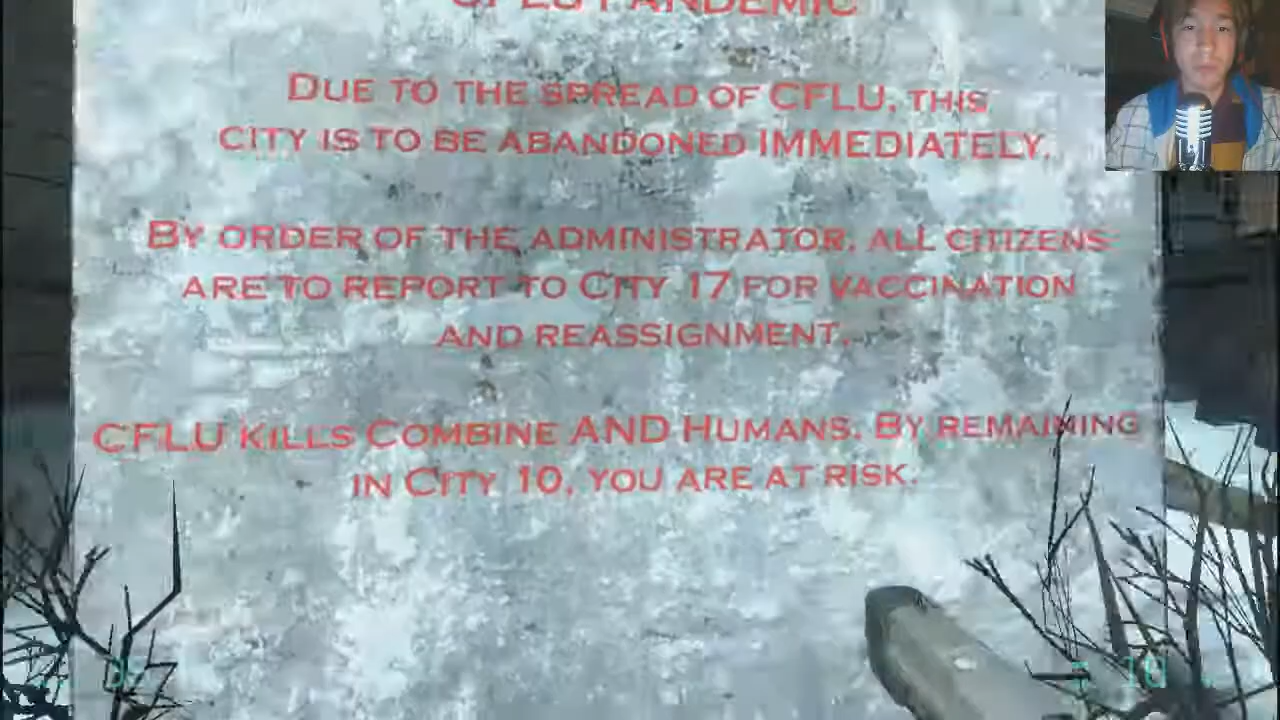 CFLU PANDEMIC
DUE TO THE SPREAD OF CFLU, THIS
CITY IS TO BE ABANDONED IMMEDIATELY.
BY ORDER OF THE ADMINISTRATOR, ALL CITIZENS
ARE TO REPORT TO CITY 17 FOR VACCINATION
AND REASSIGNMENT.
CFLU KILLS COMBINE AND HUMANS. BY REMAINING
IN CITY 10, YOU ARE AT RISK.